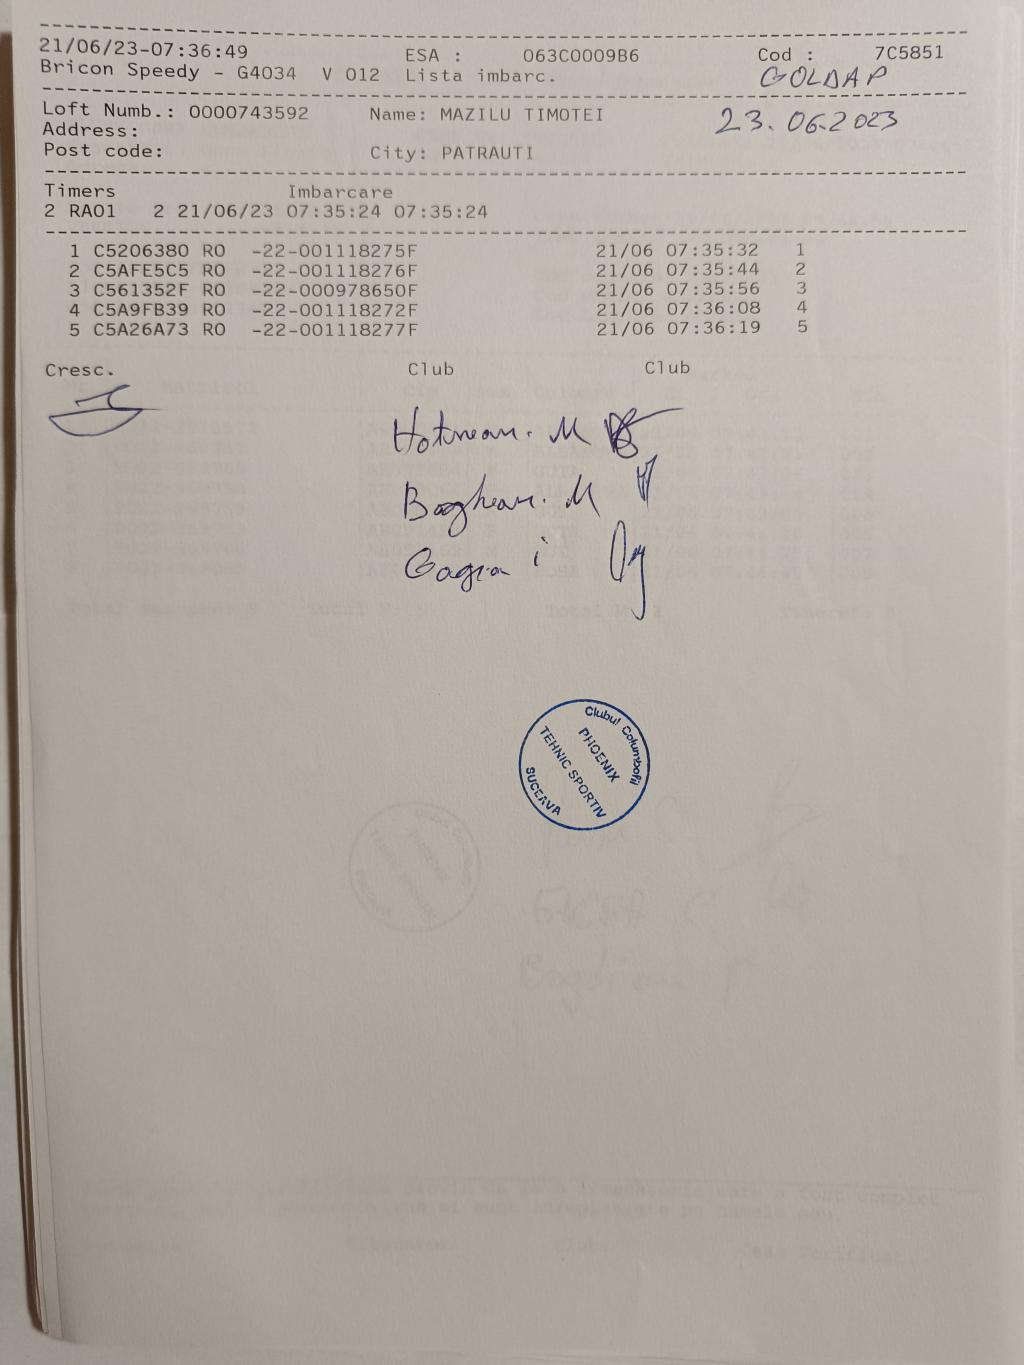 21/06/23-07:36:49 ESA : 063C0009B6 Cod : 7C5851
Bricon Speedy - G4034 V 012 Lista imbarc.
GOLDAP
Loft Numb.: 0000743592 Name: MAZILU TIMOTEI
23.06.2023
Address:
Post code: City: PATRAUTI
Timers Imbarcare
2 RA01 2 21/06/23 07:35:24 07:35:24
1 C5206380 RO -22-001118275F 21/06 07:35:32 1
2 C5AFE5C5 RO -22-001118276F 21/06 07:35:44 2
3 C561352F RO -22-000978650F 21/06 07:35:56 3
4 C5A9FB39 RO -22-001118272F 21/06 07:36:08 4
5 C5A26A73 RO -22-001118277F 21/06 07:36:19 5
Cresc. Club Club
M
M
Clubul Columbofil
PHOENIX
TEHNIC SPORTIV
SUCEAVA